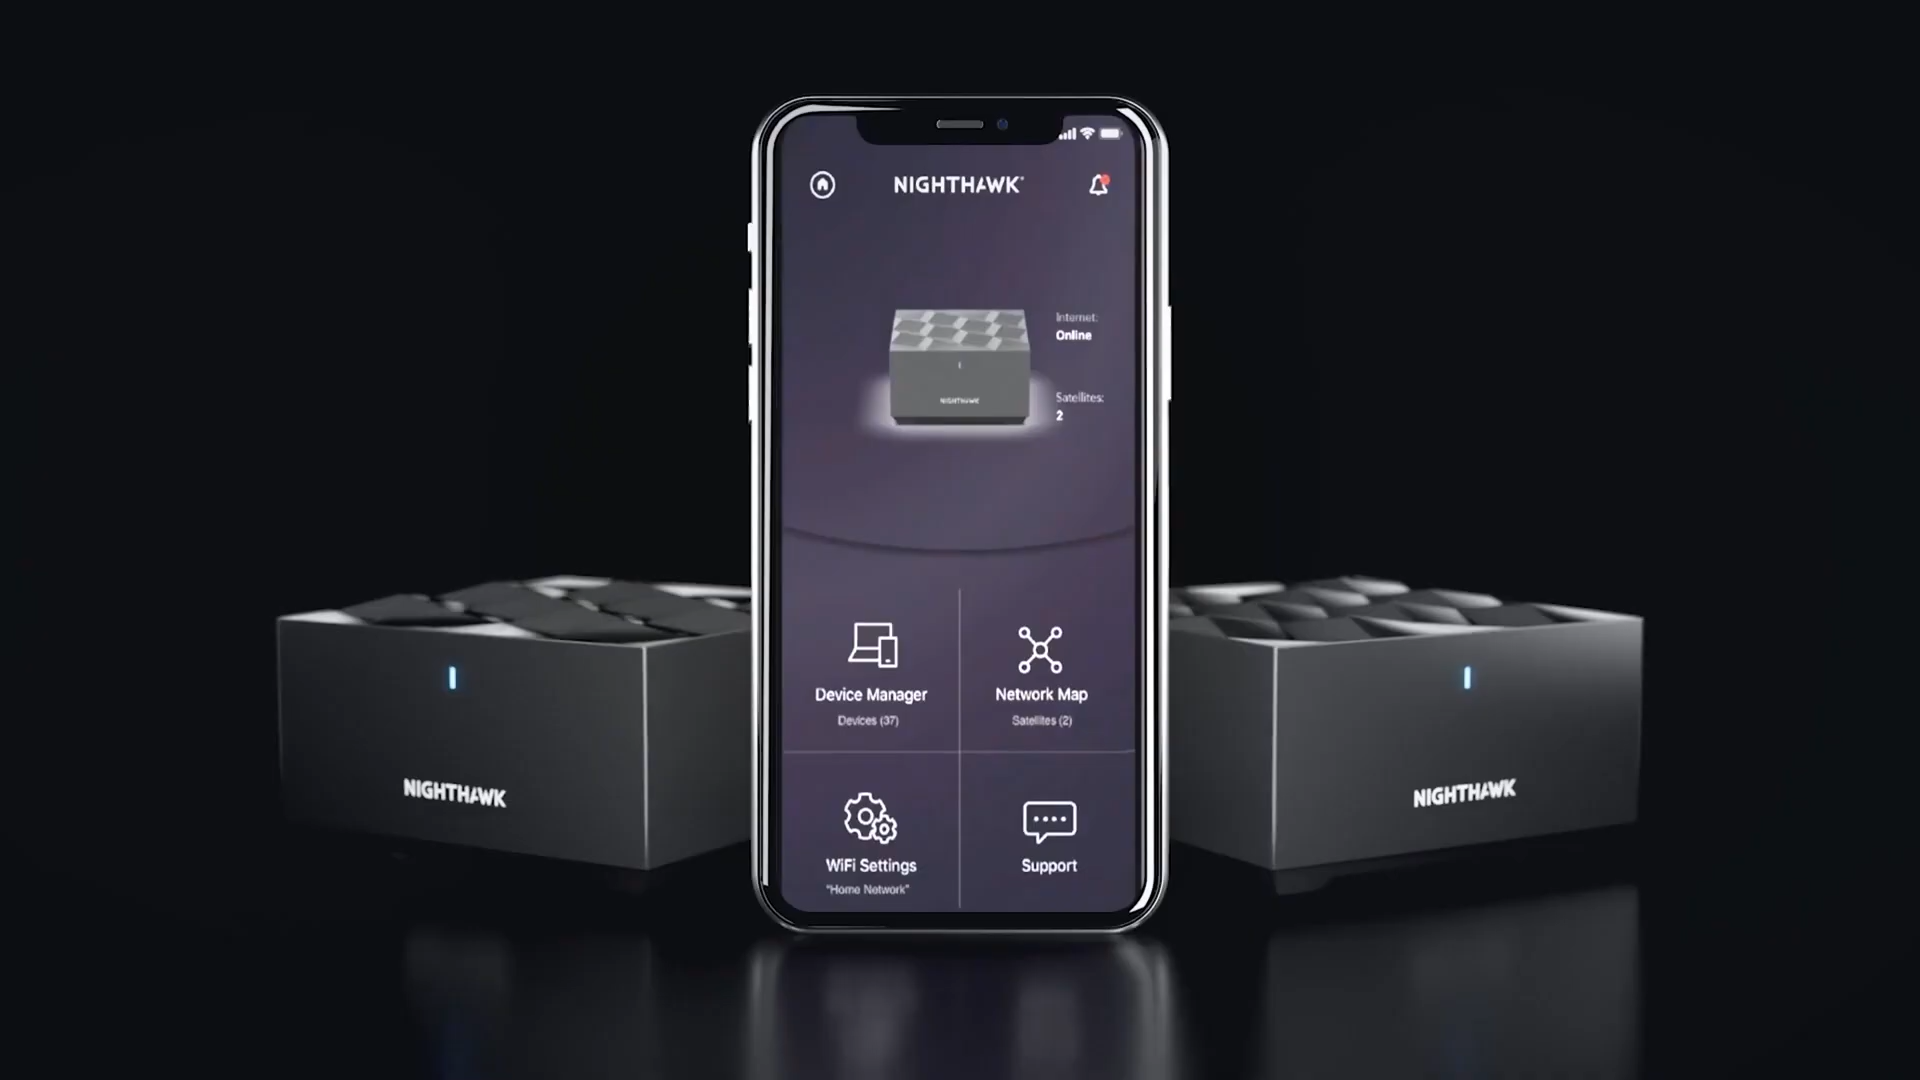 NIGHTHAWK
Internet:
Online
NIGHTHAWK
Satellites:
2
Device Manager
Devices (37)
Network Map
Satellites (2)
WiFi Settings
"Home Network"
Support
NIGHTHAWK
NIGHTHAWK